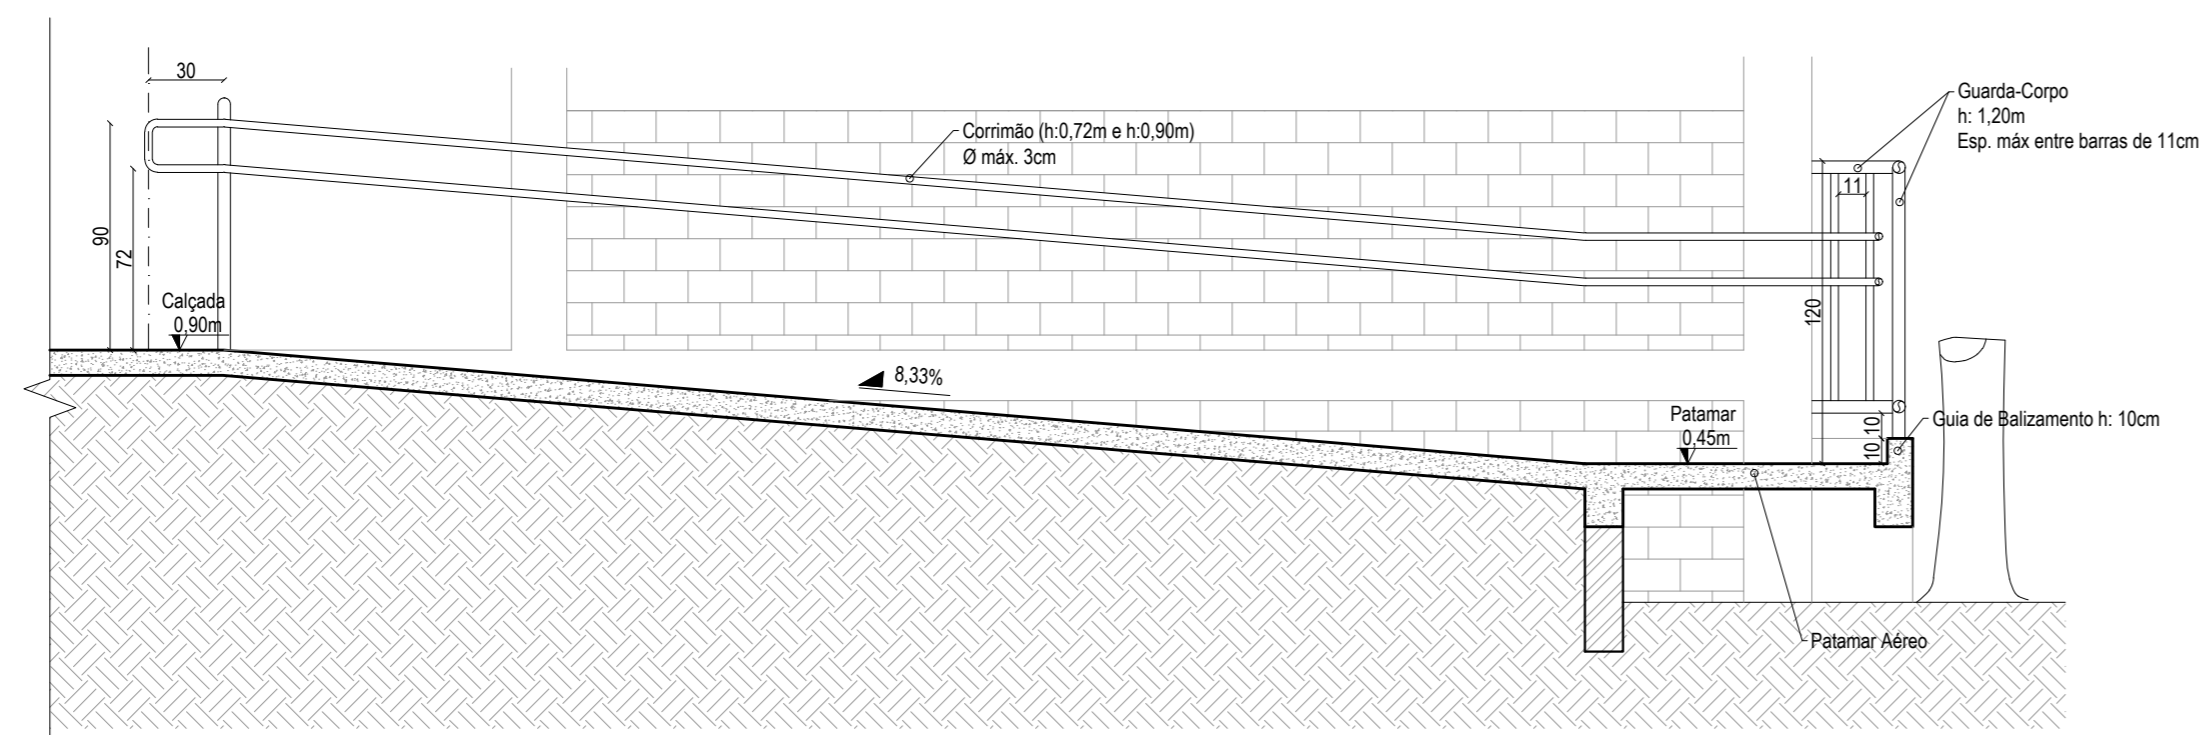 30
Guarda-Corpo
h: 1,20m
Esp. máx entre barras de 11cm
Corrimão (h:0,72m e h:0,90m)
Ø máx. 3cm
11
90
72
Calçada
0,90m
120
8,33%
Patamar
0,45m
10
10
Guia de Balizamento h: 10cm
Patamar Aéreo